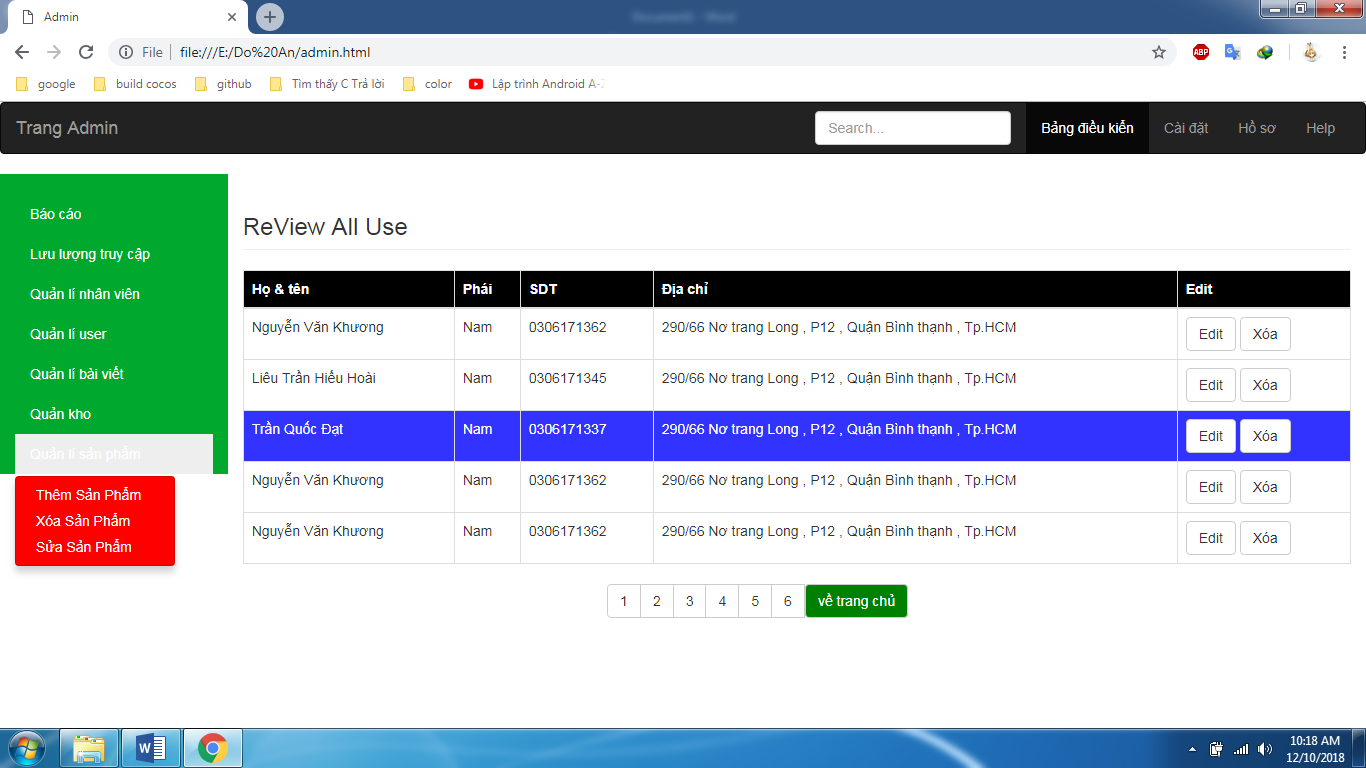 Admin
Document1 - Word
File file:///E:/Do%20An/admin.html
ABP
google build cocos github Tìm thấy C Trả lời color Lập trình Android A-
Trang Admin Search... Bảng điều kiển Cài đặt Hồ sơ Help
Báo cáo
Lưu lượng truy cập
Quản lí nhân viên
Quản lí user
Quản lí bài viết
Quản kho
Quản lí sản phẩm
Thêm Sản Phẩm
Xóa Sản Phẩm
Sửa Sản Phẩm
ReView All Use
Họ & tên Phái SDT Địa chỉ Edit
Nguyễn Văn Khương Nam 0306171362 290/66 Nơ trang Long , P12 , Quận Bình thạnh , Tp.HCM Edit Xóa
Liêu Trần Hiếu Hoài Nam 0306171345 290/66 Nơ trang Long , P12 , Quận Bình thạnh , Tp.HCM Edit Xóa
Trần Quốc Đạt Nam 0306171337 290/66 Nơ trang Long , P12 , Quận Bình thạnh , Tp.HCM Edit Xóa
Nguyễn Văn Khương Nam 0306171362 290/66 Nơ trang Long , P12 , Quận Bình thạnh , Tp.HCM Edit Xóa
Nguyễn Văn Khương Nam 0306171362 290/66 Nơ trang Long , P12 , Quận Bình thạnh , Tp.HCM Edit Xóa
1 2 3 4 5 6 về trang chủ
10:18 AM
12/10/2018